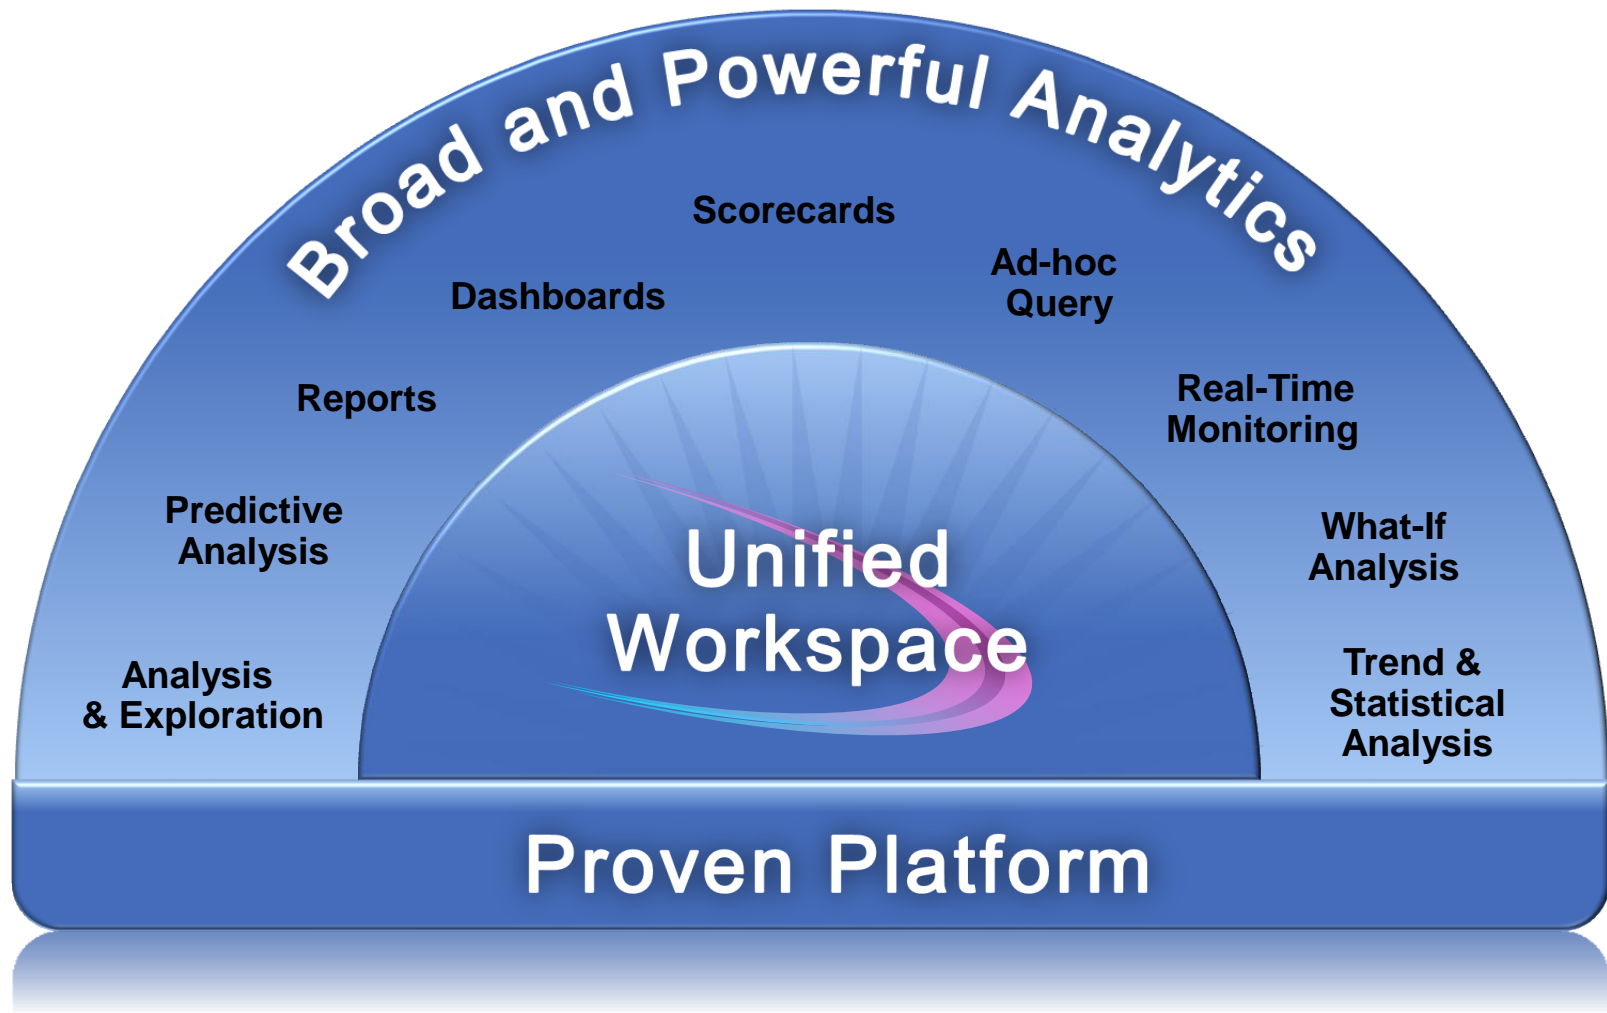 Broad and Powerful Analytics
Scorecards
Ad-hoc
Query
Dashboards
Real-Time
Monitoring
Reports
Predictive
Analysis
What-If
Analysis
Analysis
& Exploration
Trend &
Statistical
Analysis
Unified
Workspace
Proven Platform